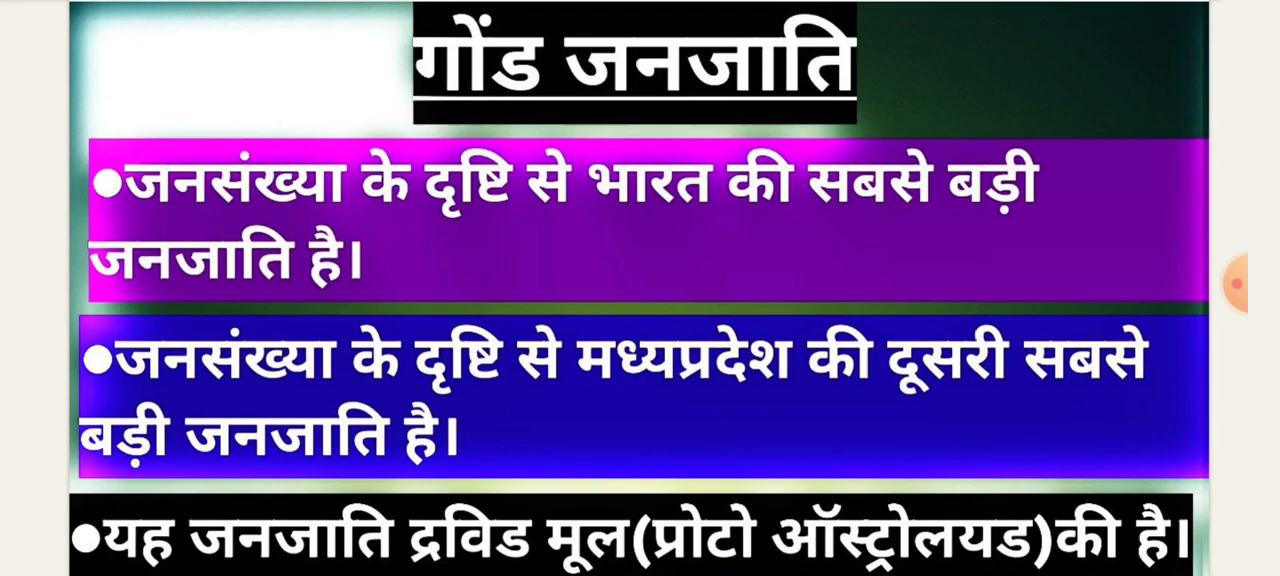 गोंड जनजाति
●जनसंख्या के दृष्टि से भारत की सबसे बड़ी
जनजाति है।
●जनसंख्या के दृष्टि से मध्यप्रदेश की दूसरी सबसे
बड़ी जनजाति है।
●यह जनजाति द्रविड मूल(प्रोटो ऑस्ट्रोलयड)की है।